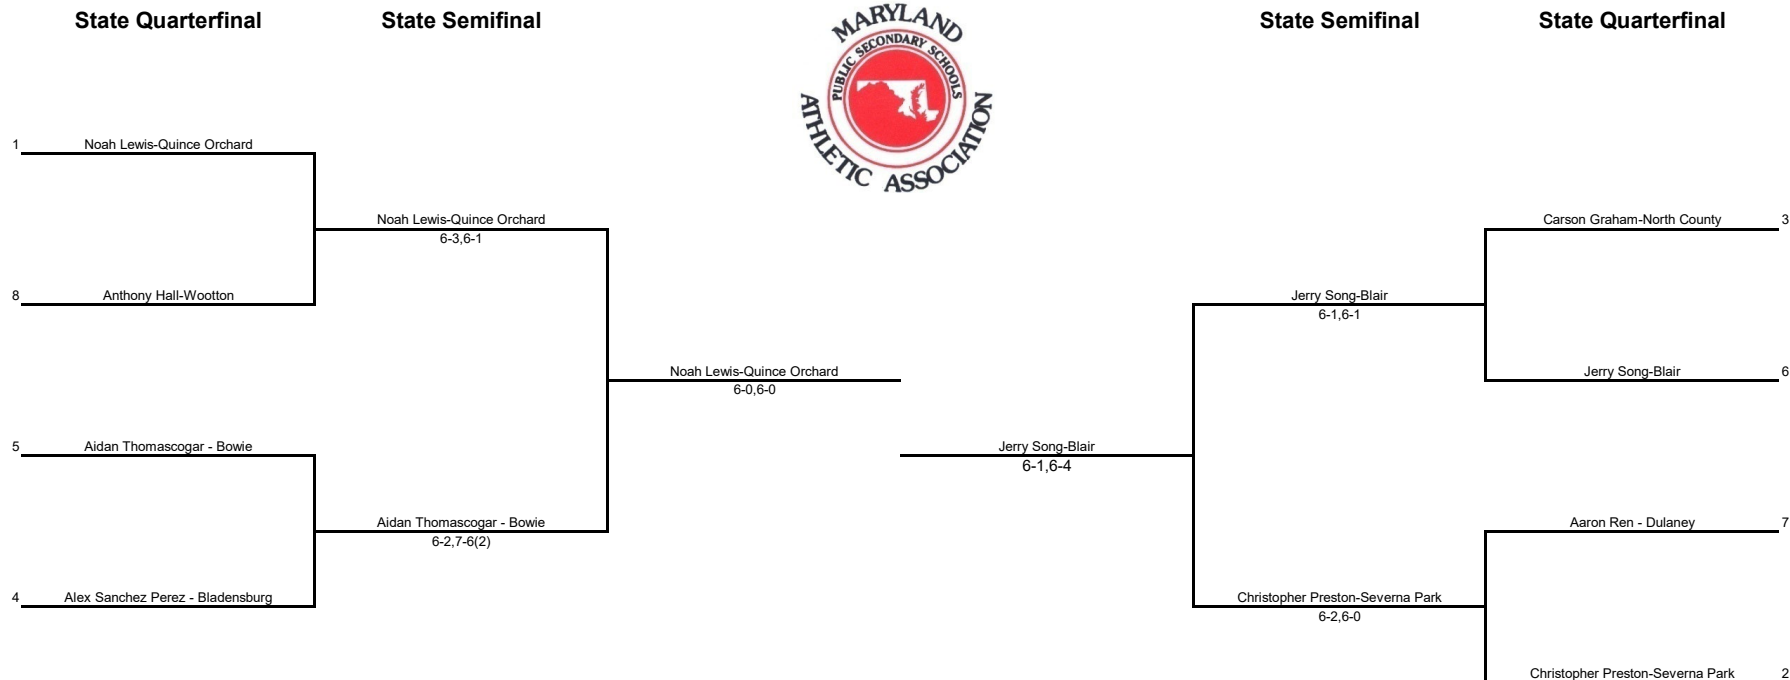 State Quarterfinal
State Semifinal
State Semifinal
State Quarterfinal
MARYLAND
PUBLIC SECONDARY SCHOOLS
ATHLETIC ASSOCIATION
1 Noah Lewis-Quince Orchard
Noah Lewis-Quince Orchard
6-3,6-1
8 Anthony Hall-Wootton
Noah Lewis-Quince Orchard
6-0,6-0
5 Aidan Thomascogar - Bowie
Aidan Thomascogar - Bowie
6-2,7-6(2)
4 Alex Sanchez Perez - Bladensburg
Carson Graham-North County 3
Jerry Song-Blair
6-1,6-1
Jerry Song-Blair 6
Jerry Song-Blair
6-1,6-4
Aaron Ren - Dulaney 7
Christopher Preston-Severna Park
6-2,6-0
Christopher Preston-Severna Park 2